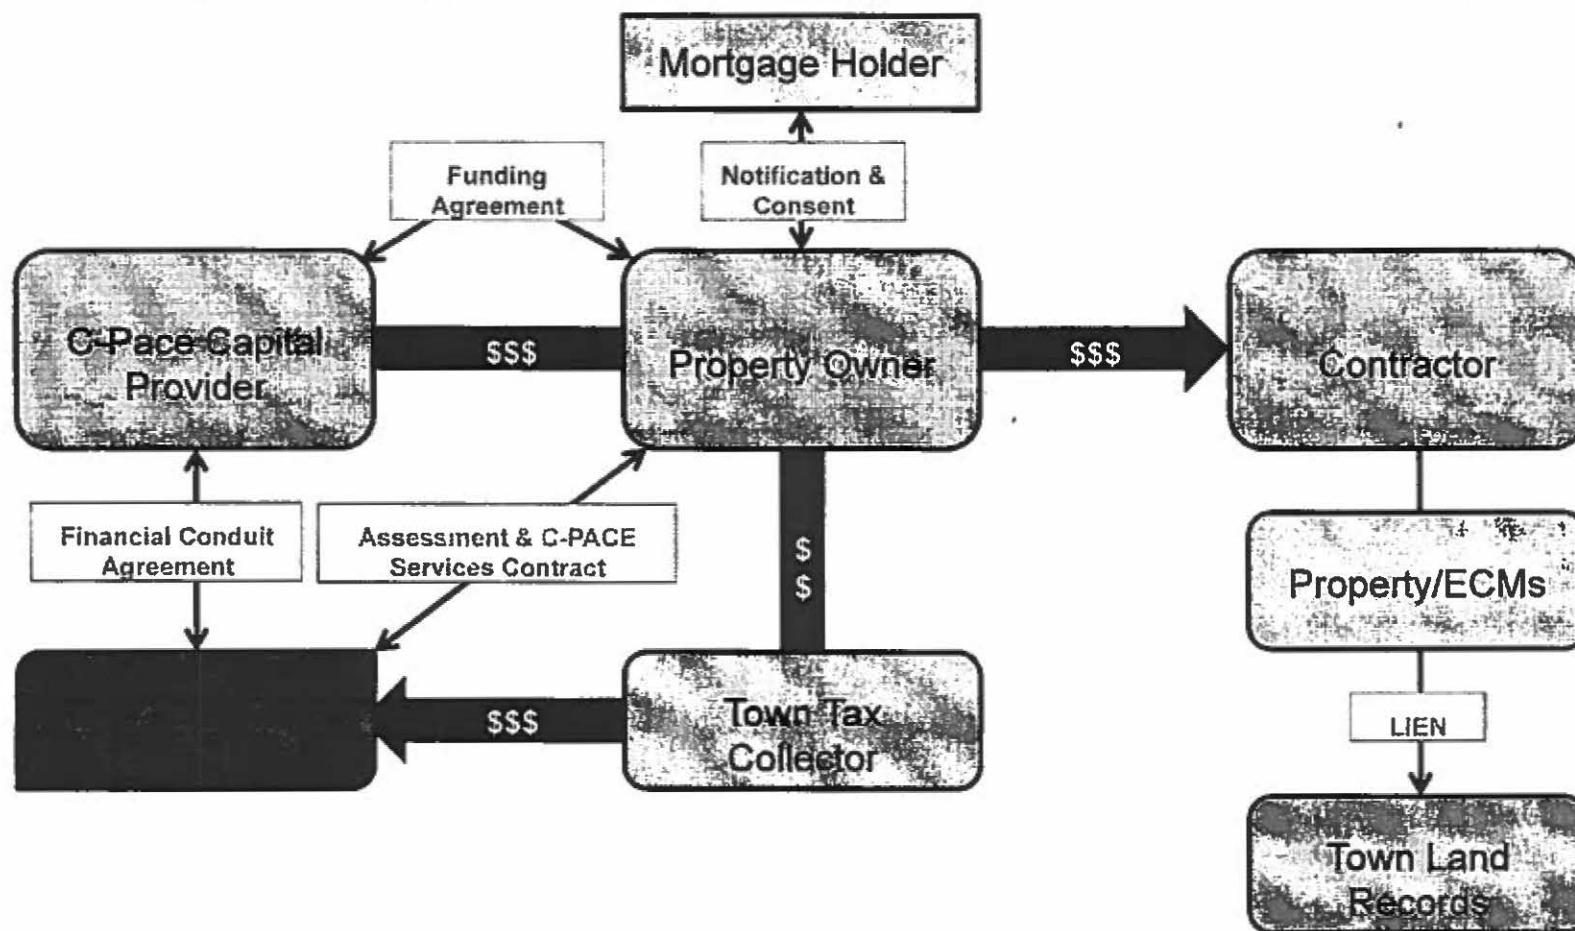 Mortgage Holder
Funding
Agreement
Notification &
Consent
C-Pace Capital
Provider
$$$
Property Owner
$$$
Contractor
Financial Conduit
Agreement
Assessment & C-PACE
Services Contract
$
$
Property/ECMs
$$$
Town Tax
Collector
LIEN
Town Land
Records